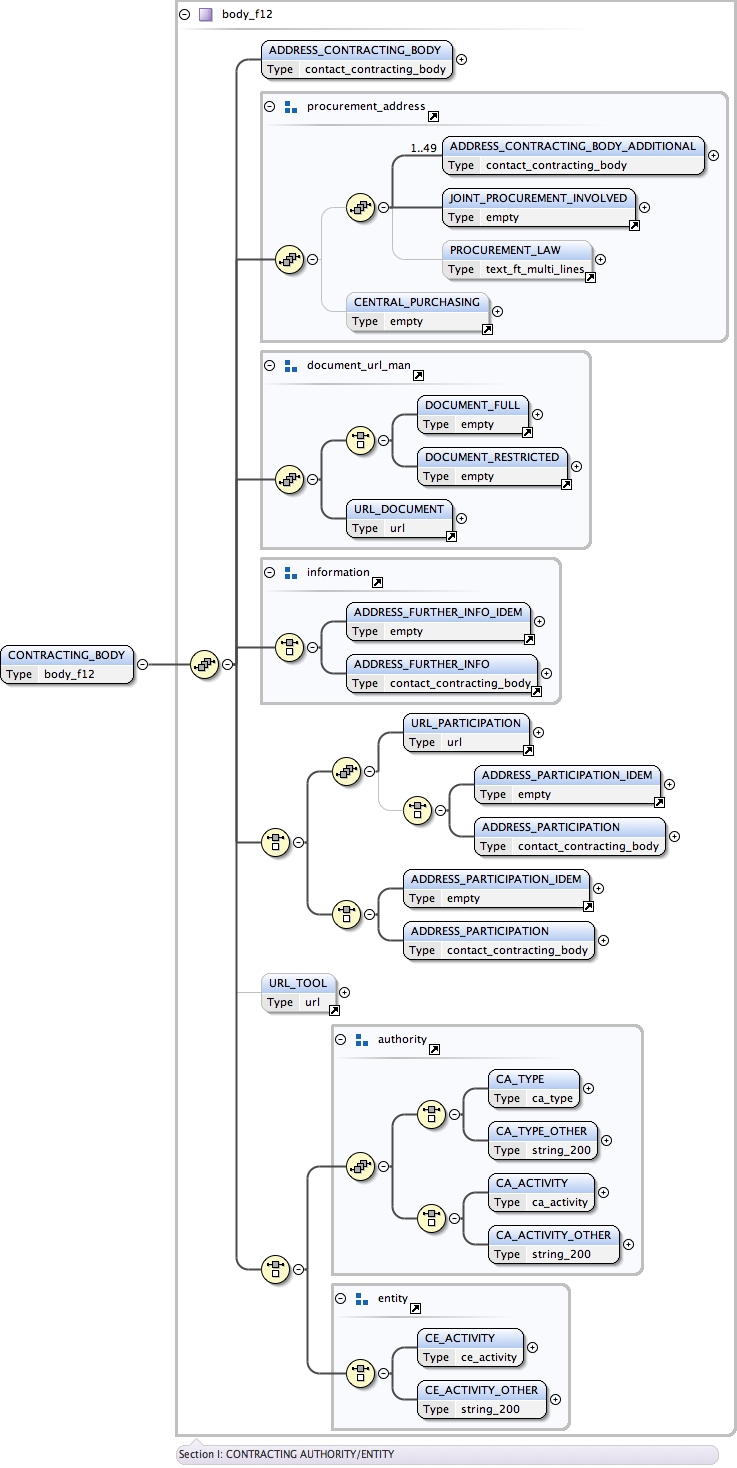 body_f12
ADDRESS_CONTRACTING_BODY
Type contact_contracting_body
procurement_address
1..49
ADDRESS_CONTRACTING_BODY_ADDITIONAL
Type contact_contracting_body
JOINT_PROCUREMENT_INVOLVED
Type empty
PROCUREMENT_LAW
Type text_ft_multi_lines
CENTRAL_PURCHASING
Type empty
document_url_man
DOCUMENT_FULL
Type empty
DOCUMENT_RESTRICTED
Type empty
URL_DOCUMENT
Type url
information
ADDRESS_FURTHER_INFO_IDEM
Type empty
ADDRESS_FURTHER_INFO
Type contact_contracting_body
CONTRACTING_BODY
Type body_f12
URL_PARTICIPATION
Type url
ADDRESS_PARTICIPATION_IDEM
Type empty
ADDRESS_PARTICIPATION
Type contact_contracting_body
ADDRESS_PARTICIPATION_IDEM
Type empty
ADDRESS_PARTICIPATION
Type contact_contracting_body
URL_TOOL
Type url
authority
CA_TYPE
Type ca_type
CA_TYPE_OTHER
Type string_200
CA_ACTIVITY
Type ca_activity
CA_ACTIVITY_OTHER
Type string_200
entity
CE_ACTIVITY
Type ce_activity
CE_ACTIVITY_OTHER
Type string_200
Section I: CONTRACTING AUTHORITY/ENTITY